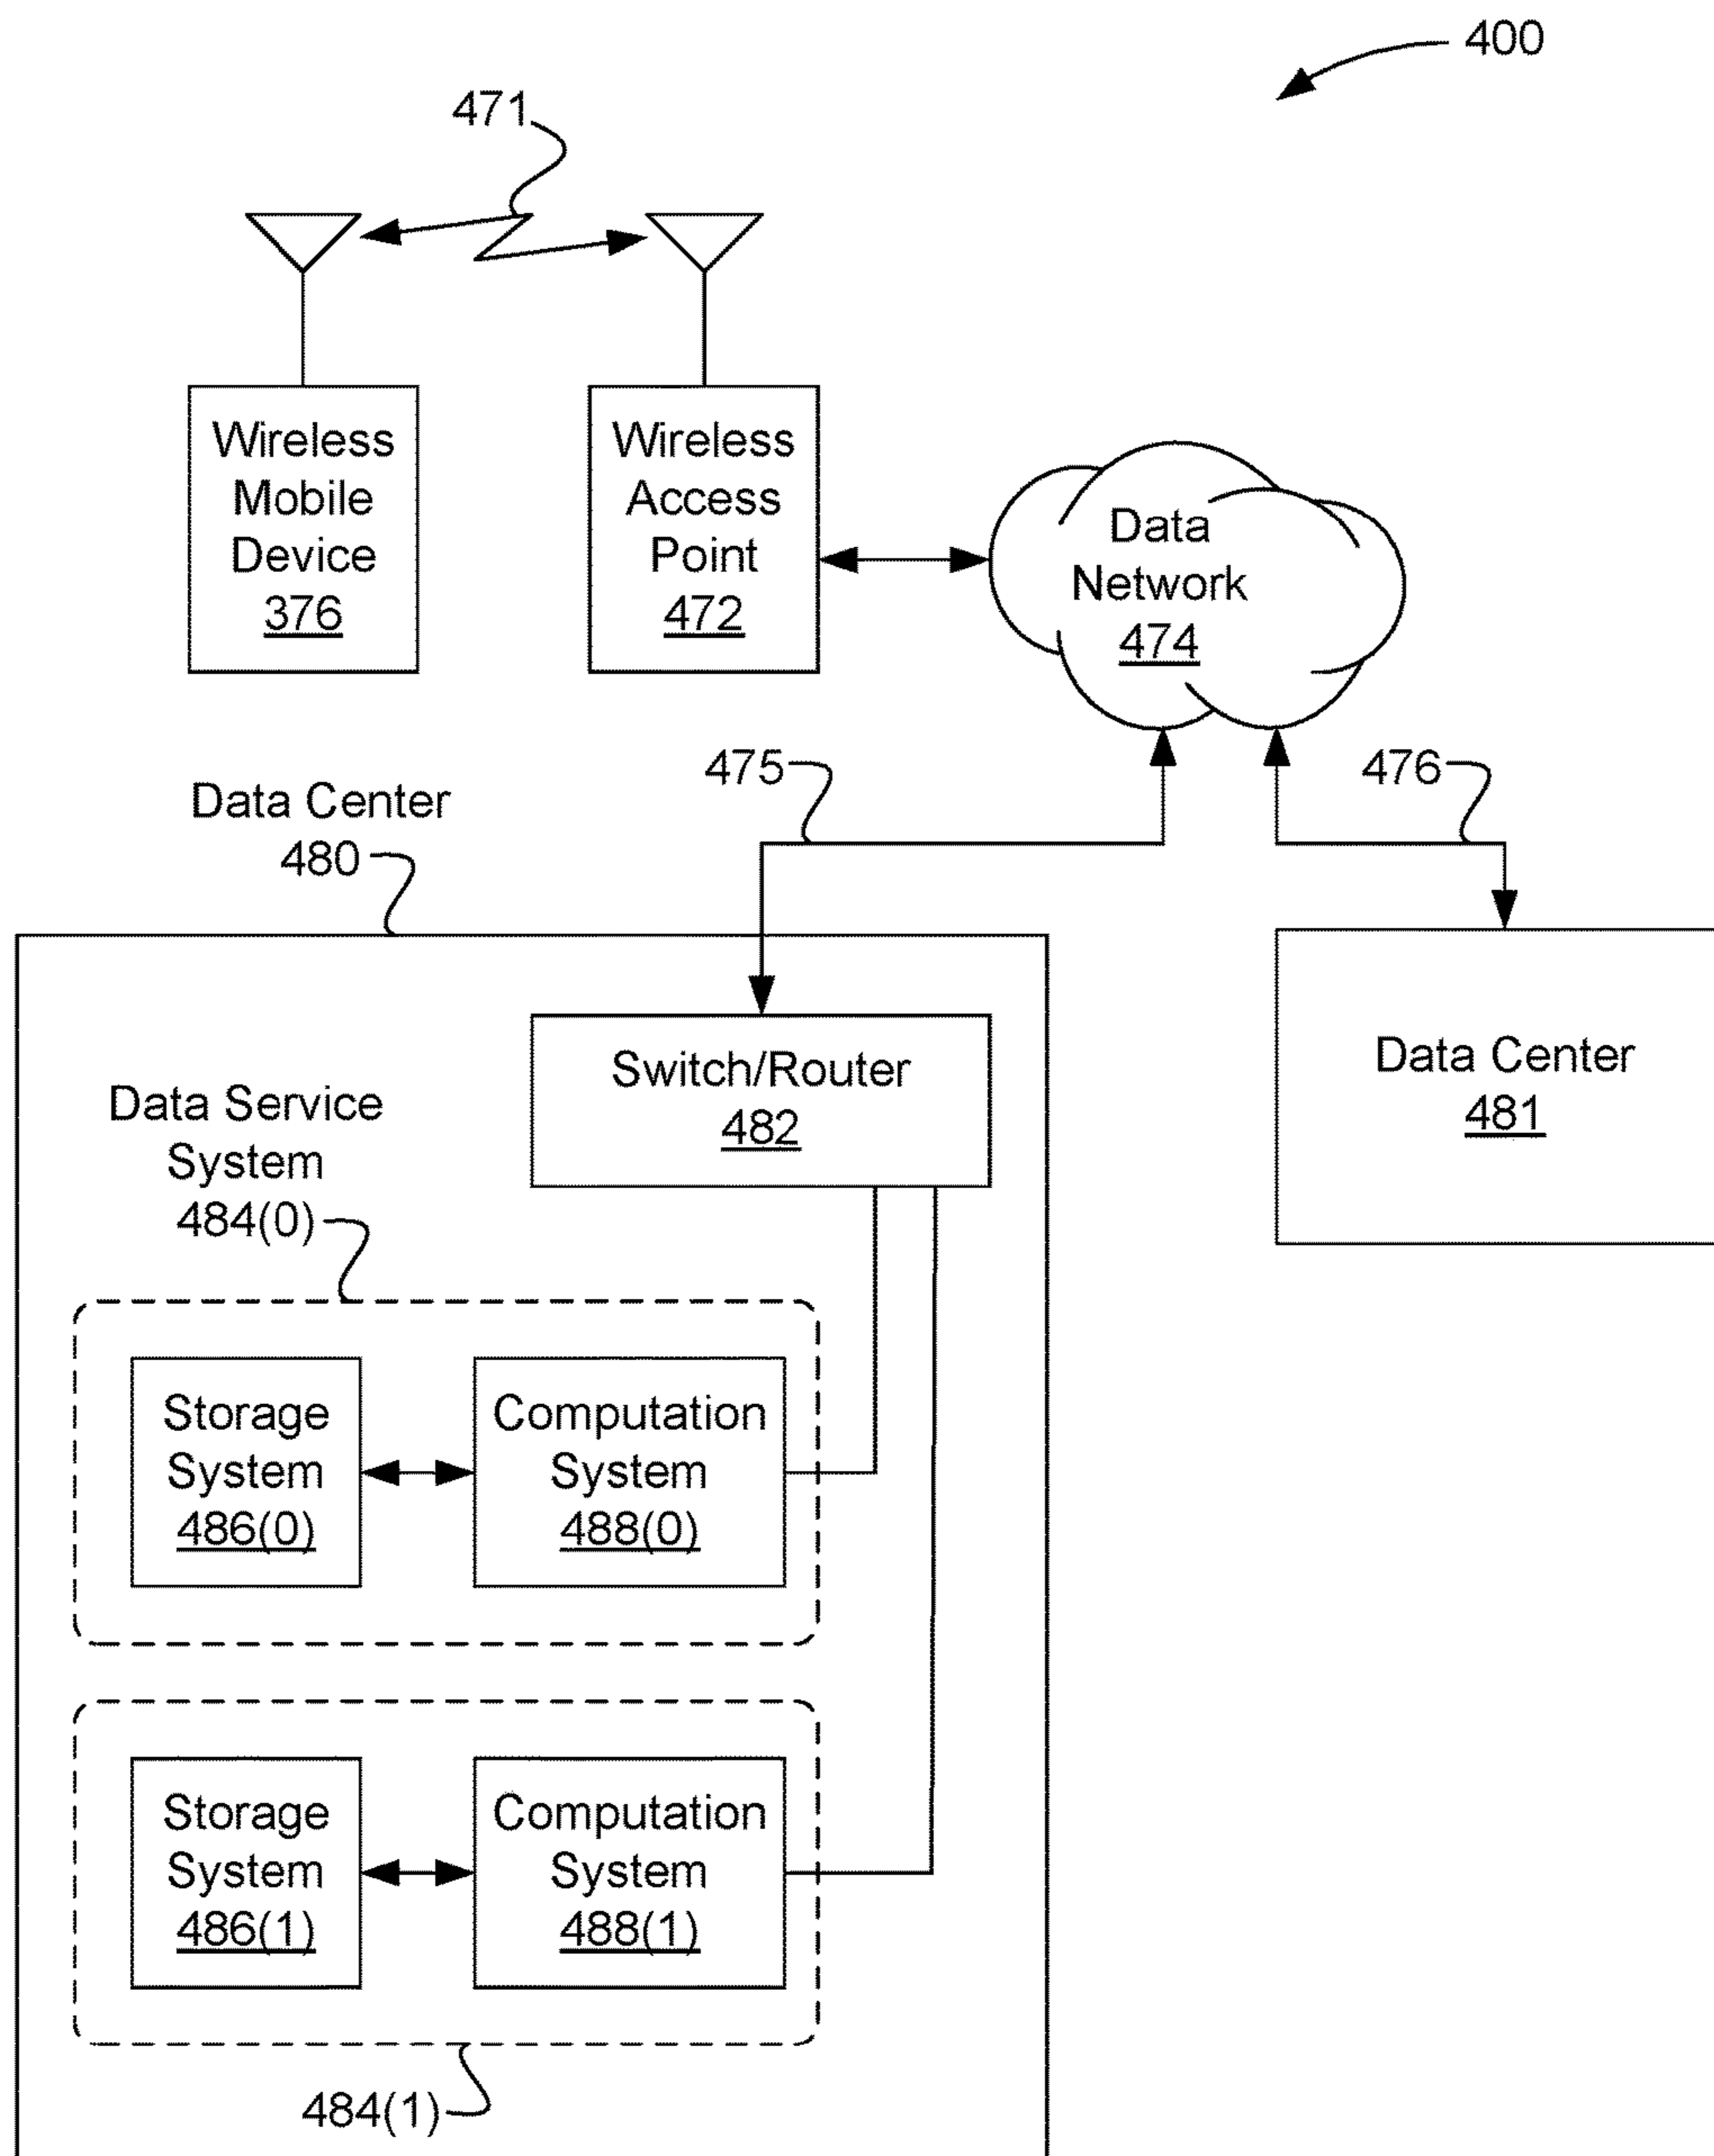 400
471
Wireless
Mobile
Device
376
Wireless
Access
Point
472
Data
Network
474
475
476
Data Center
480
Switch/Router
482
Data Center
481
Data Service
System
484(0)
Storage
System
486(0)
Computation
System
488(0)
Storage
System
486(1)
Computation
System
488(1)
484(1)